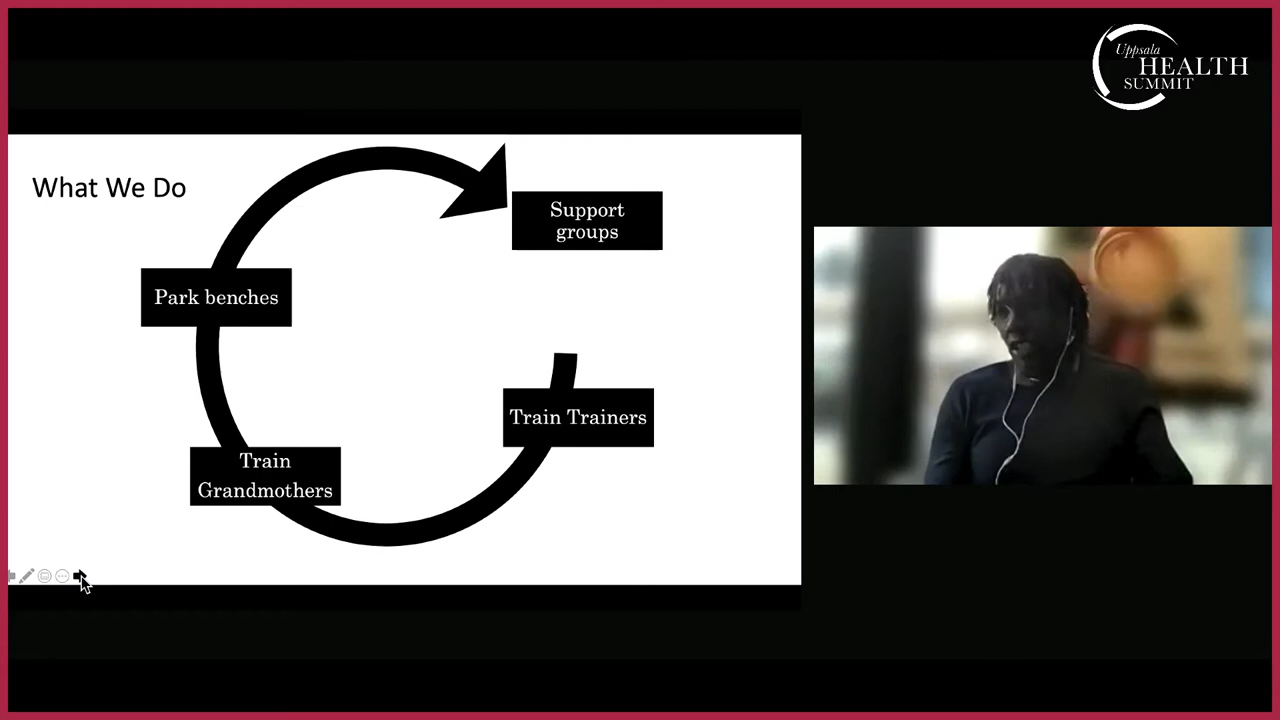 Uppsala
HEALTH
SUMMIT
What We Do
Support
groups
Park benches
Train Trainers
Train
Grandmothers